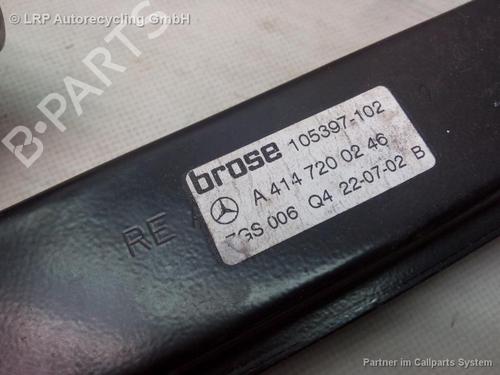 © LRP Autorecycling GmbH
B-PARTS
brose 105397-102
A 414 720 02 46
ZGS 006 Q4 22-07-02 B
RE
Partner im Callparts System